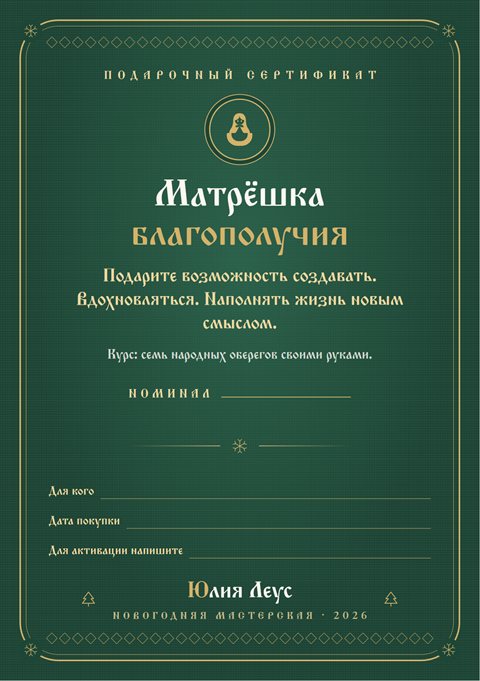 ПОДАРОЧНЫЙ СЕРТИФИКАТ
Матрёшка
благополучия
Подарите возможность создавать.
Вдохновляться. Наполнять жизнь новым
смыслом.
Курс: семь народных оберегов своими руками.
НОМИНАЛ
Для кого
Дата покупки
Для активации напишите
Юлия Леус
НОВОГОДНЯЯ МАСТЕРСКАЯ · 2026